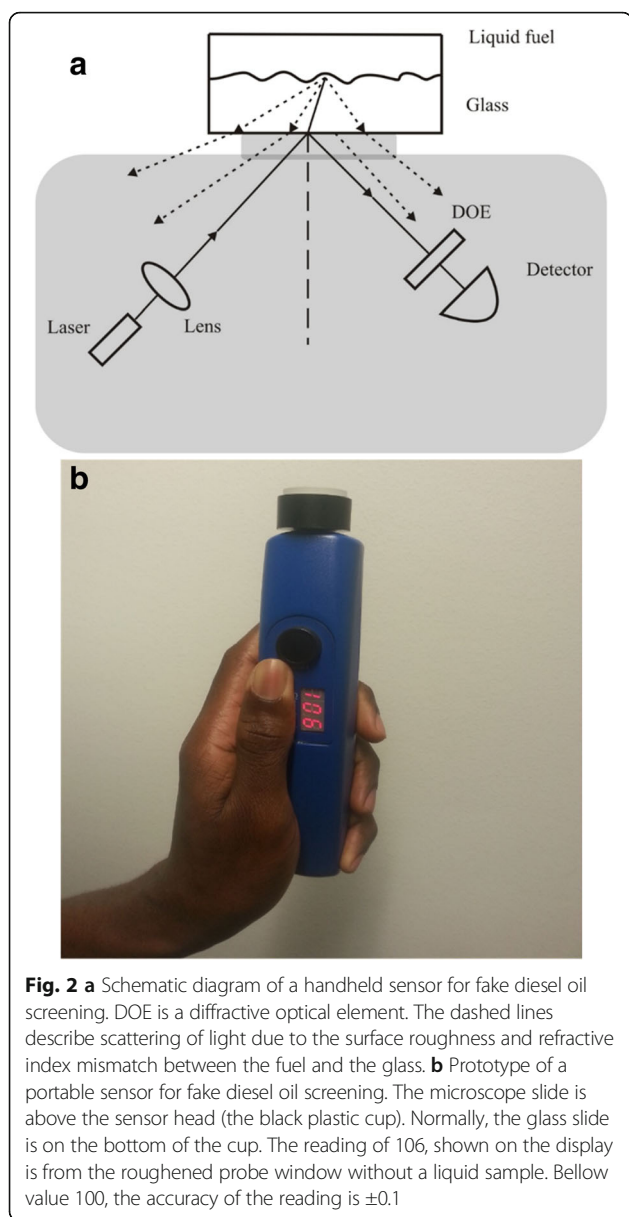 a
Liquid fuel
Glass
DOE
Detector
Laser
Lens
b
106
Fig. 2 a Schematic diagram of a handheld sensor for fake diesel oil
screening. DOE is a diffractive optical element. The dashed lines
describe scattering of light due to the surface roughness and refractive
index mismatch between the fuel and the glass. b Prototype of a
portable sensor for fake diesel oil screening. The microscope slide is
above the sensor head (the black plastic cup). Normally, the glass slide
is on the bottom of the cup. The reading of 106, shown on the display
is from the roughened probe window without a liquid sample. Bellow
value 100, the accuracy of the reading is ±0.1